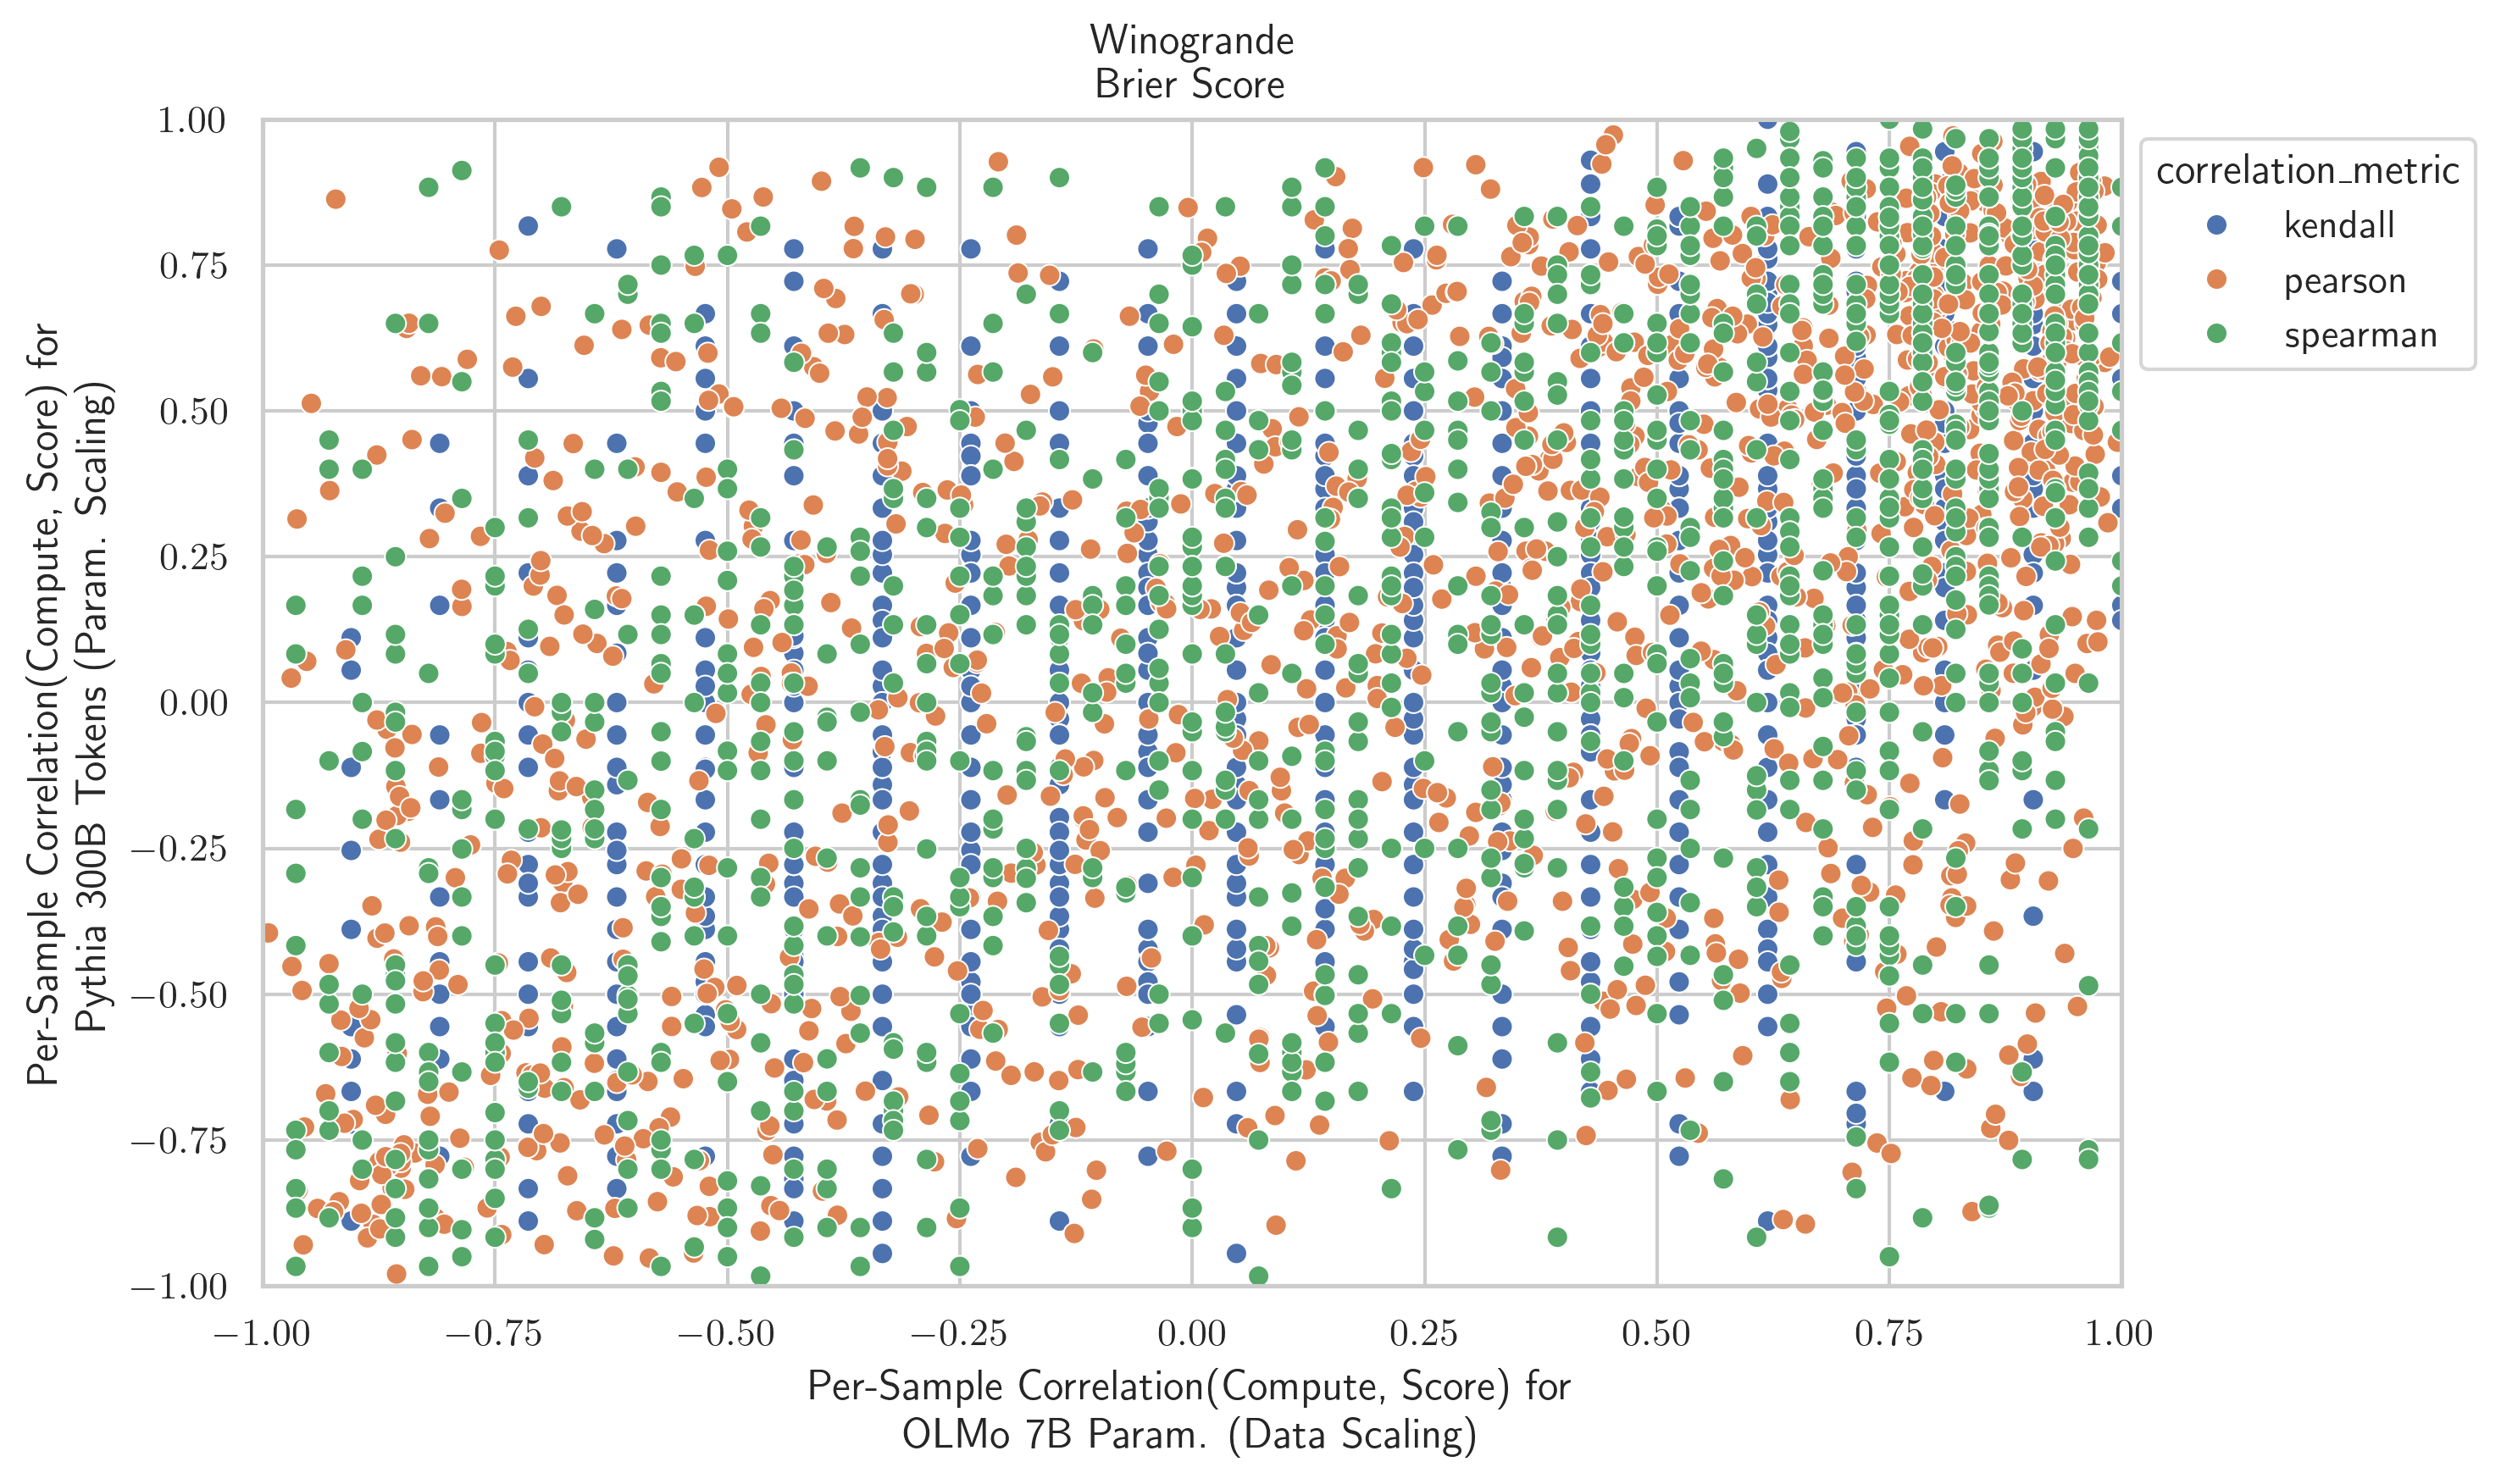 Winogrande
Brier Score
Per-Sample Correlation(Compute, Score) for
Pythia 300B Tokens (Param. Scaling)
1.00
0.75
0.50
0.25
0.00
−0.25
−0.50
−0.75
−1.00
−1.00 −0.75 −0.50 −0.25 0.00 0.25 0.50 0.75 1.00
Per-Sample Correlation(Compute, Score) for
OLMo 7B Param. (Data Scaling)
correlation_metric
kendall
pearson
spearman